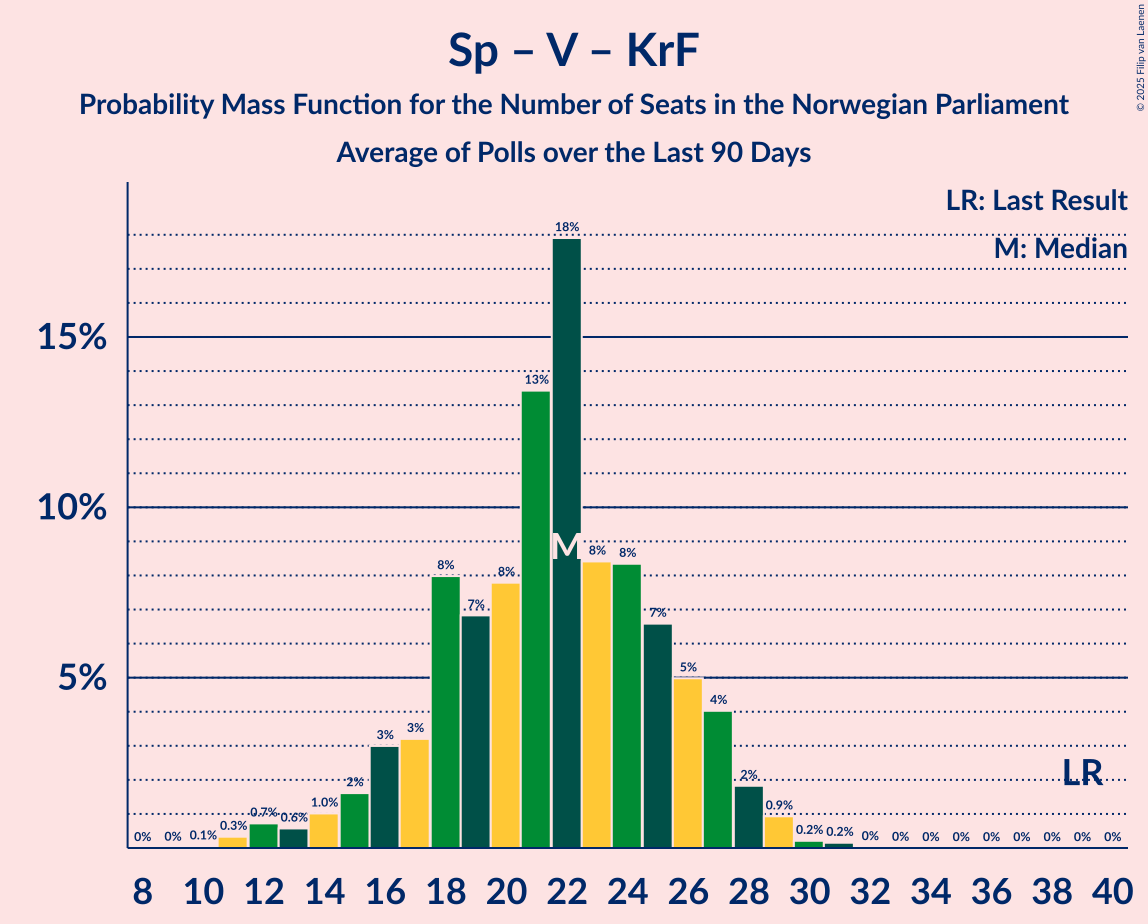 Sp – V – KrF
Probability Mass Function for the Number of Seats in the Norwegian Parliament
Average of Polls over the Last 90 Days
© 2025 Filip van Laenen
LR: Last Result
M: Median
15%
10%
5%
0% 0% 0.1% 0.3% 0.7% 0.6% 1.0% 2% 3% 3% 8% 7% 8% 13% 18% 8% 8% 7% 5% 4% 2% 0.9% 0.2% 0.2% 0% 0% 0% 0% 0% 0% 0% 0% 0%
M
LR
8 10 12 14 16 18 20 22 24 26 28 30 32 34 36 38 40